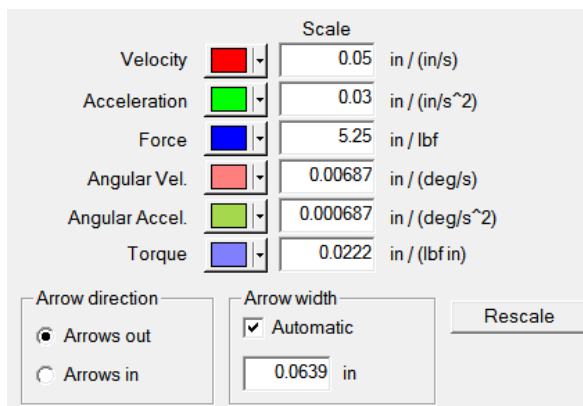 Scale
Velocity 0.05 in / (in/s)
Acceleration 0.03 in / (in/s^2)
Force 5.25 in / lbf
Angular Vel. 0.00687 in / (deg/s)
Angular Accel. 0.000687 in / (deg/s^2)
Torque 0.0222 in / (lbf in)
Arrow direction
Arrows out
Arrows in
Arrow width
Automatic
0.0639 in
Rescale